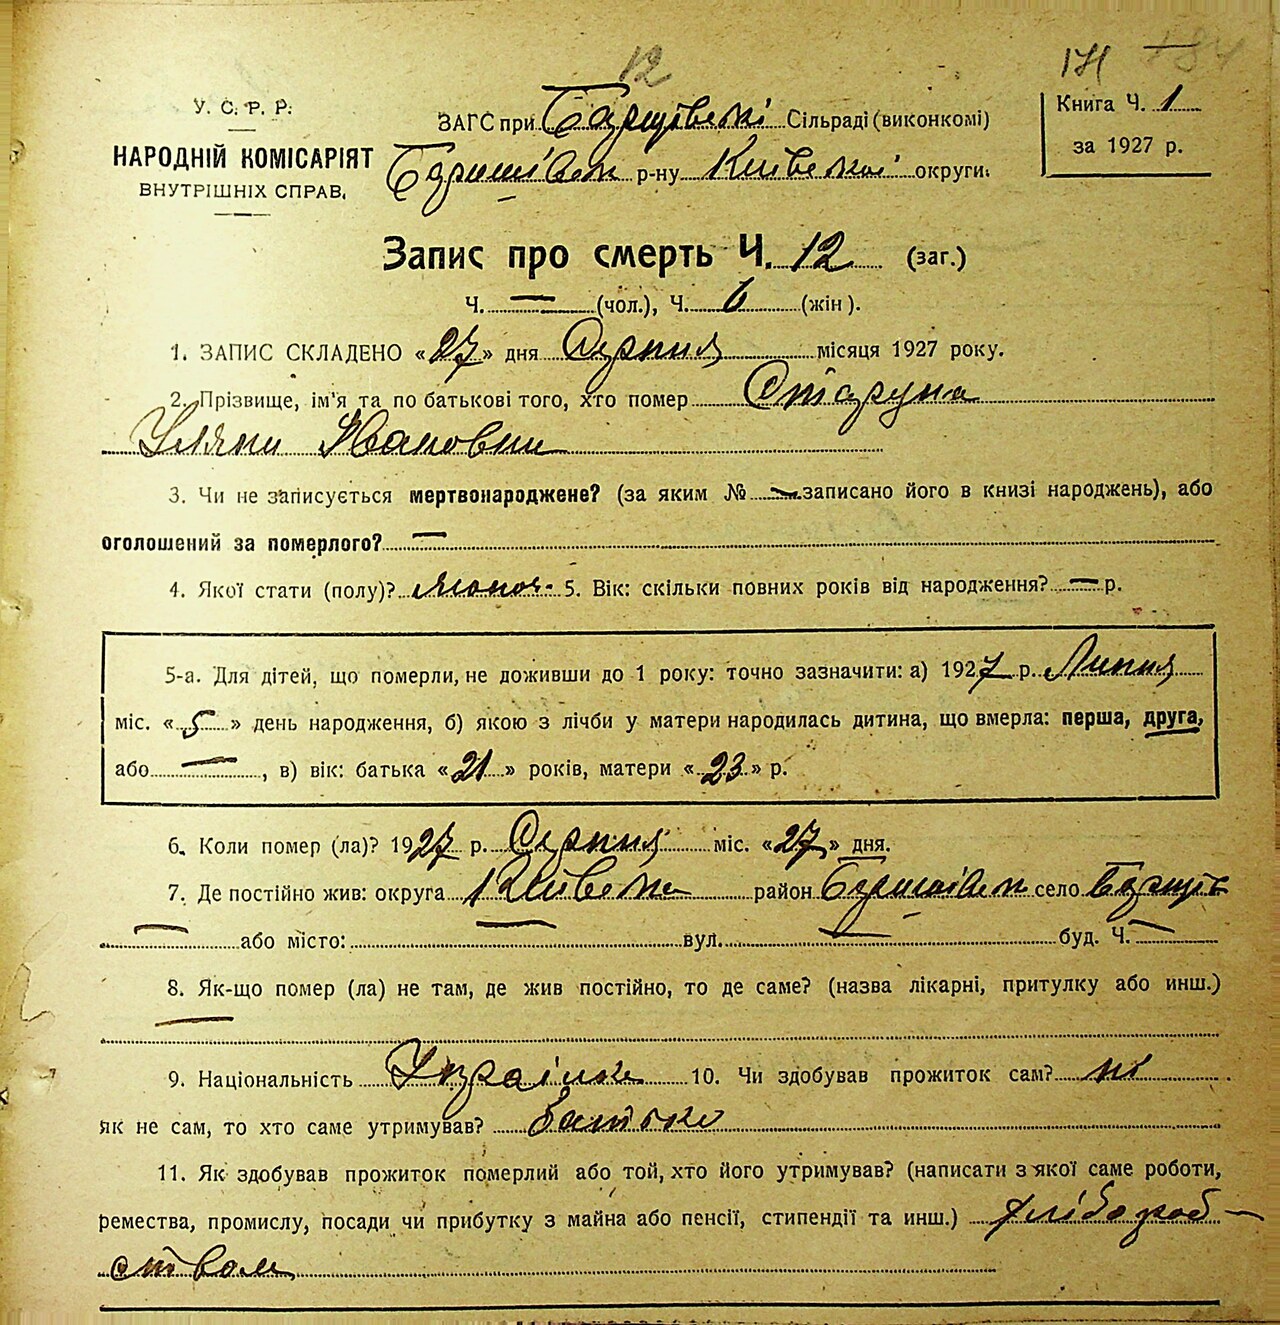 12
171
У. С. Р. Р.
НАРОДНІЙ КОМІСАРІЯТ
ВНУТРІШНІХ СПРАВ.
ЗАГС при Сільраді (виконкомі)
р-ну Київської округи.
Книга Ч. 1
за 1927 р.
Запис про смерть Ч. 12 (заг.)
Ч. — (чол.), Ч. 6 (жін).
1. ЗАПИС СКЛАДЕНО «27» дня Серпня місяця 1927 року.
2. Прізвище, ім'я та по батькові того, хто помер
Уляни Івановни
3. Чи не записується мертвонароджене? (за яким № — записано його в книзі народжень), або
оголошений за померлого? —
4. Якої стати (полу)? жіноч. 5. Вік: скільки повних років від народження? — р.
5-а. Для дітей, що померли, не доживши до 1 року: точно зазначити: а) 1927 р. Липня
міс. «5» день народження, б) якою з лічби у матери народилась дитина, що вмерла: перша, друга,
або —, в) вік: батька «21» років, матери «23» р.
6. Коли помер (ла)? 1927 р. Серпня міс. «27» дня.
7. Де постійно жив: округа Київська район село
— або місто: — вул. — буд. Ч. —
8. Як-що помер (ла) не там, де жив постійно, то де саме? (назва лікарні, притулку або инш.)
—
9. Національність Українка 10. Чи здобував прожиток сам? ні
як не сам, то хто саме утримував? батько
11. Як здобував прожиток померлий або той, хто його утримував? (написати з якої саме роботи,
ремества, промислу, посади чи прибутку з майна або пенсії, стипендії та инш.) хлібороб-
ством